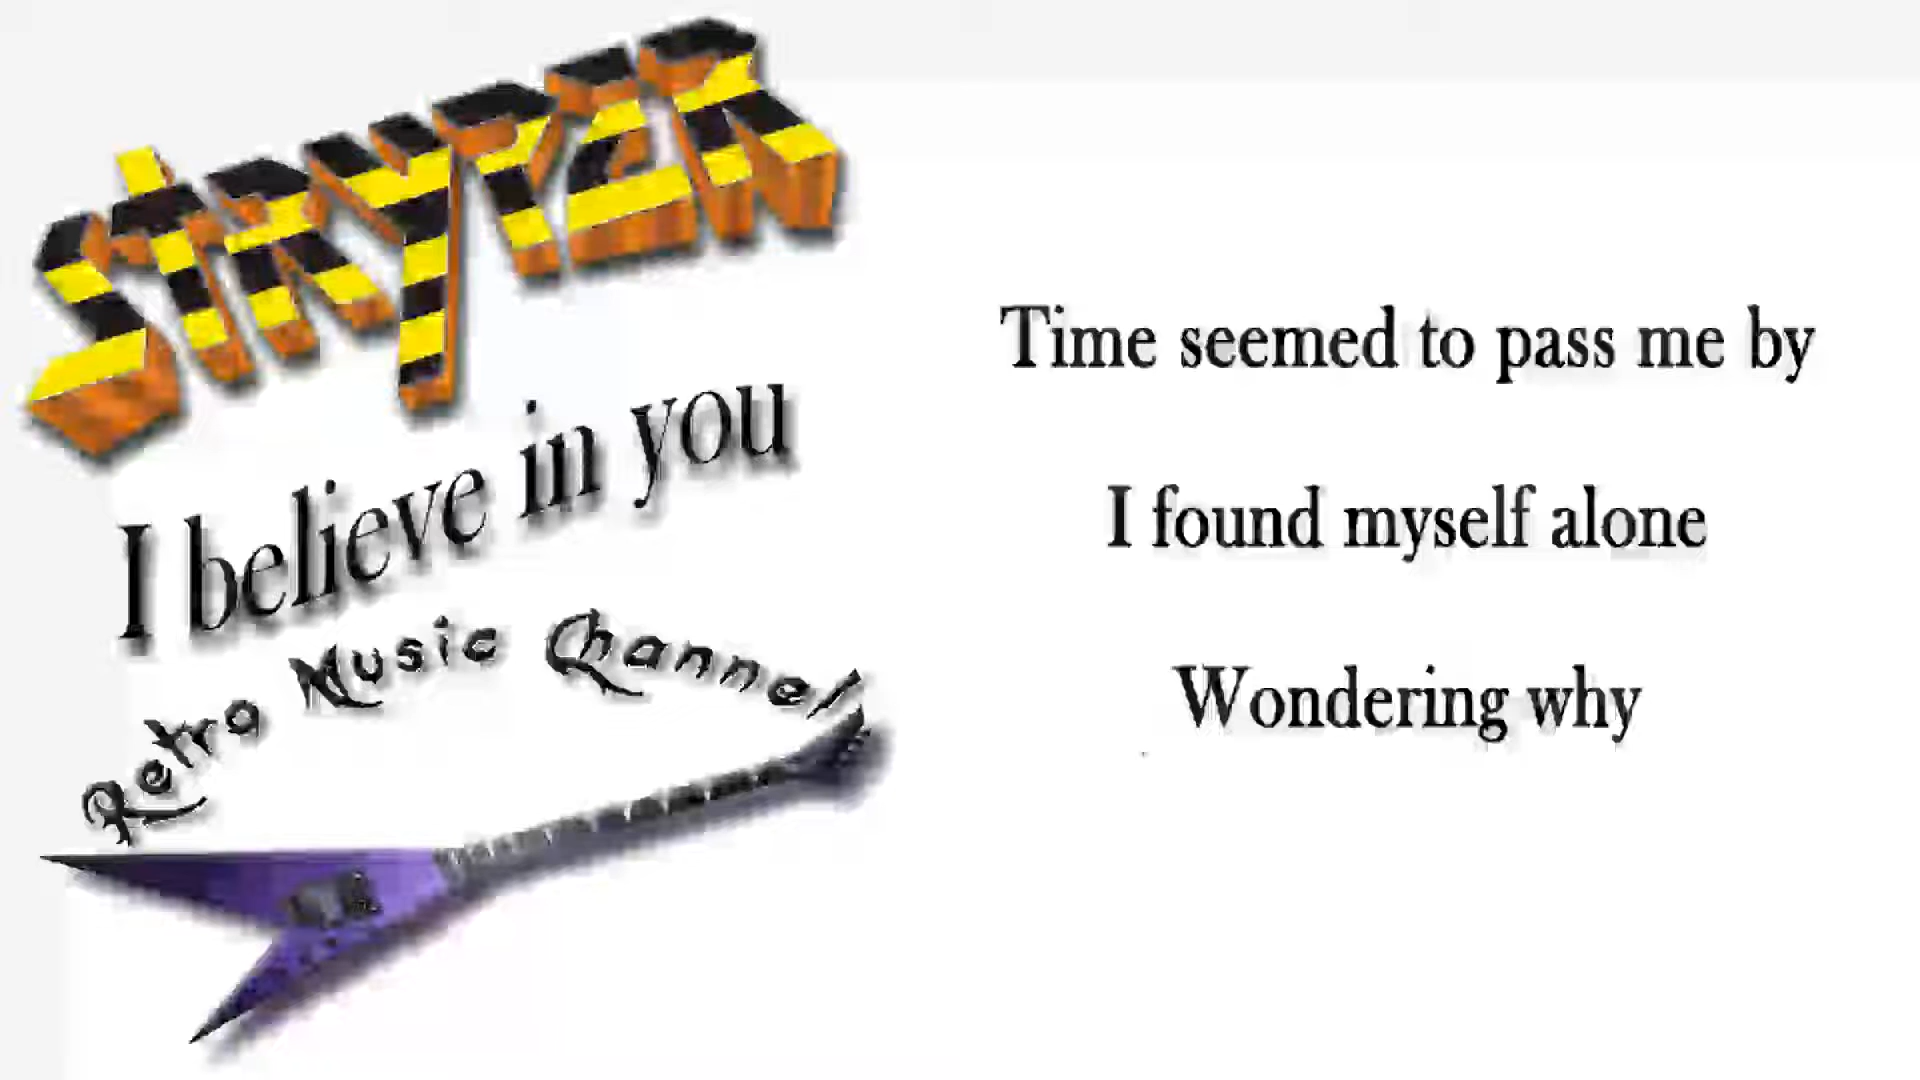 STRYPER
I believe in you
Retro Music Channel
Time seemed to pass me by
I found myself alone
Wondering why